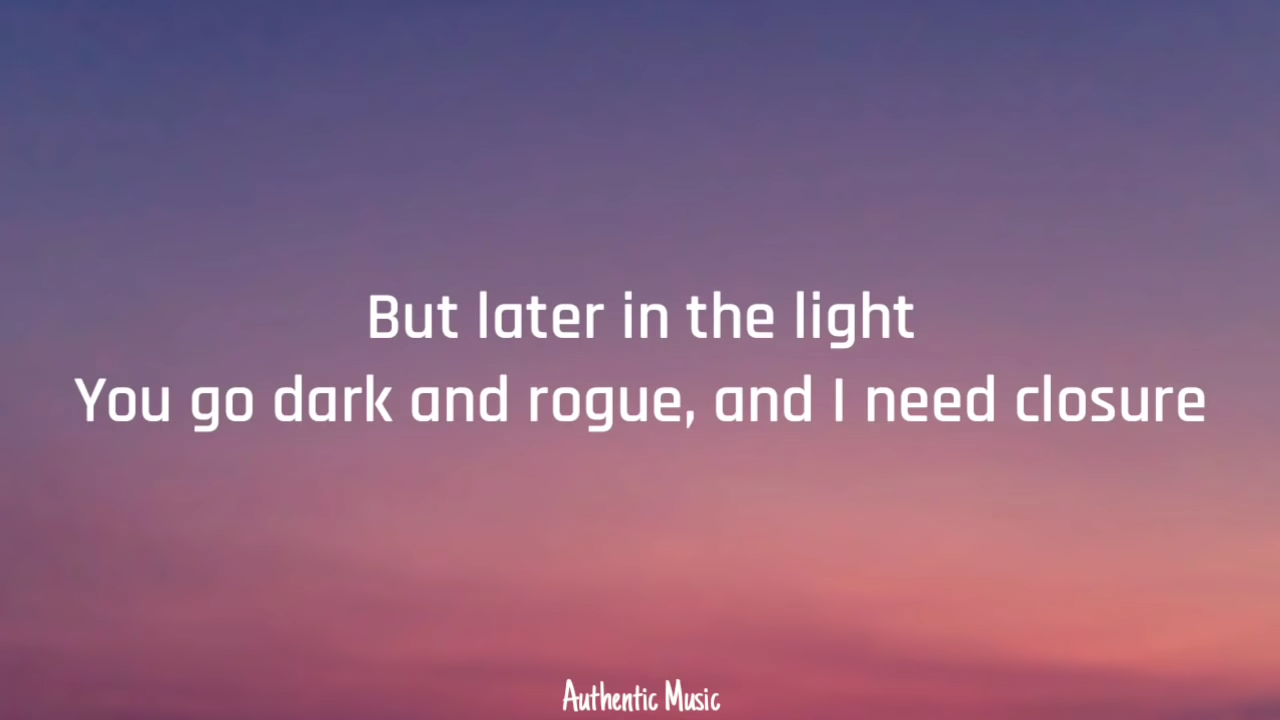 But later in the light
You go dark and rogue, and I need closure
Authentic Music